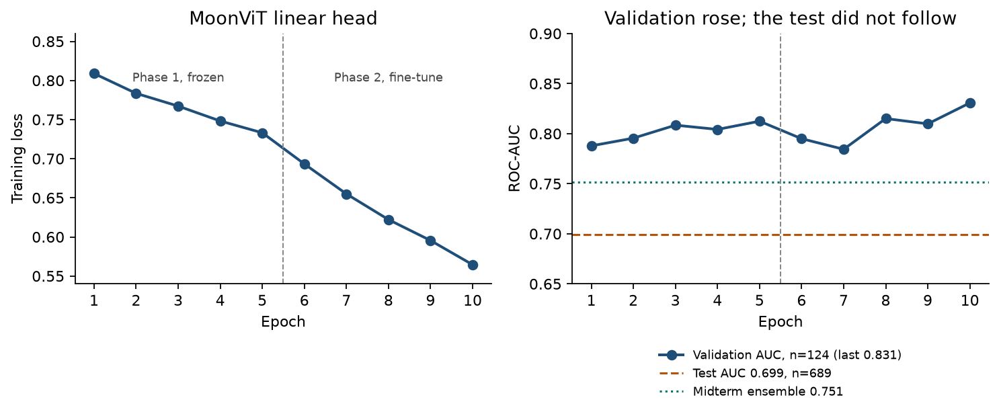 MoonViT linear head
Training loss
0.85
0.80
0.75
0.70
0.65
0.60
0.55
Phase 1, frozen
Phase 2, fine-tune
1 2 3 4 5 6 7 8 9 10
Epoch
Validation rose; the test did not follow
ROC-AUC
0.90
0.85
0.80
0.75
0.70
0.65
1 2 3 4 5 6 7 8 9 10
Epoch
Validation AUC, n=124 (last 0.831)
Test AUC 0.699, n=689
Midterm ensemble 0.751